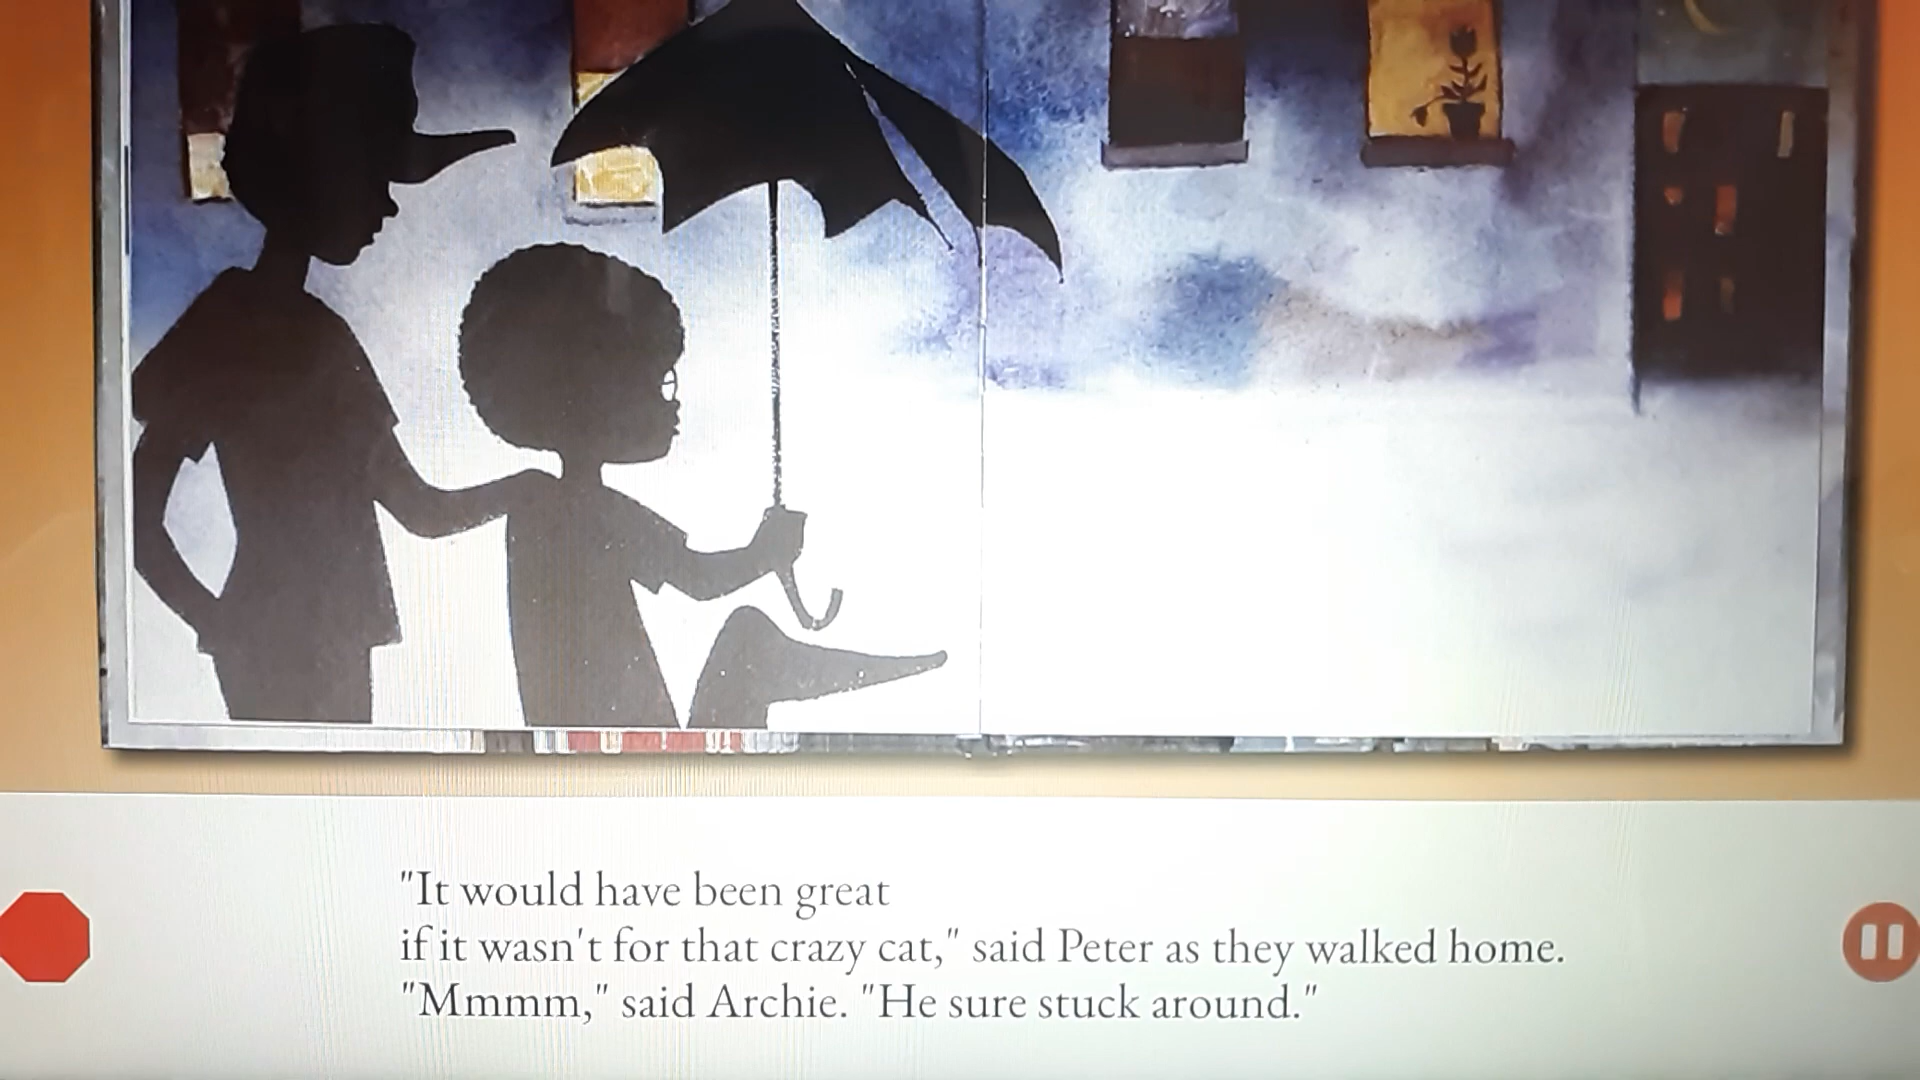 "It would have been great
if it wasn't for that crazy cat," said Peter as they walked home.
"Mmmm," said Archie. "He sure stuck around."